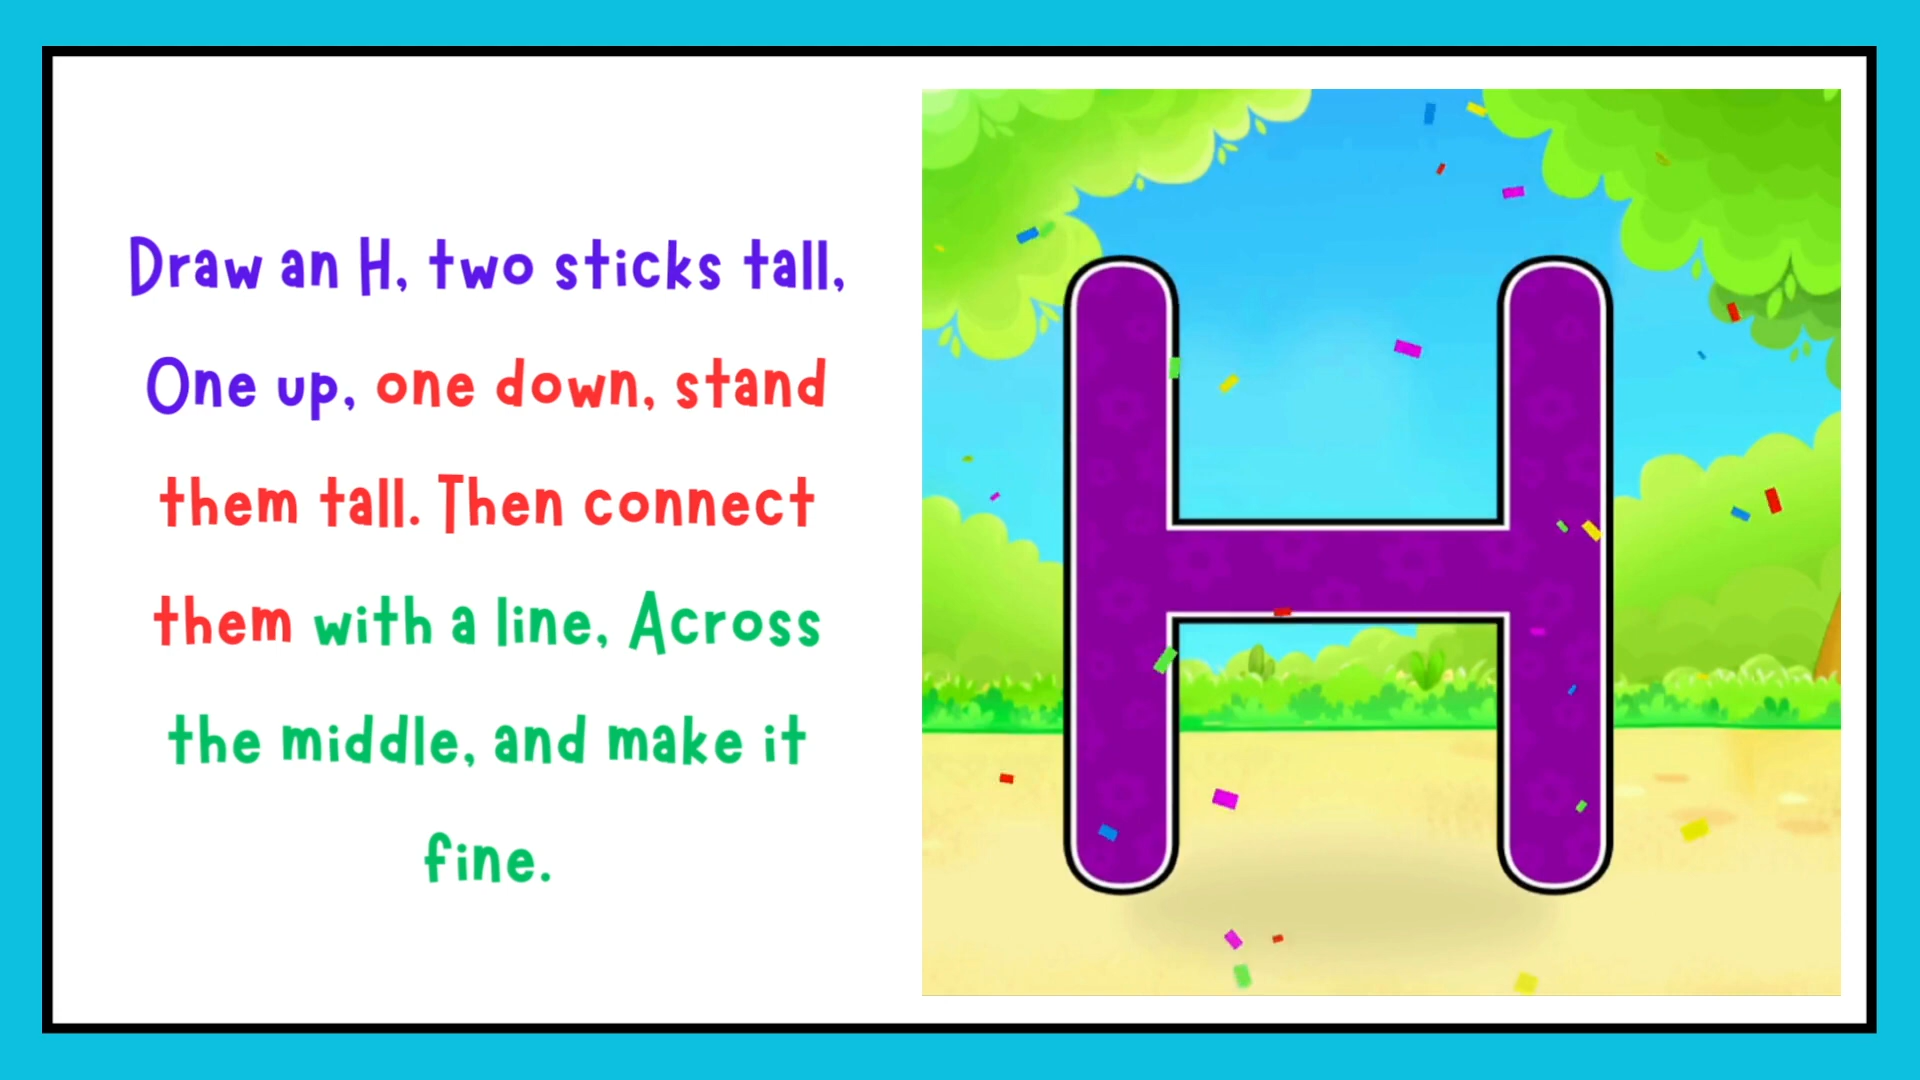 Draw an H, two sticks tall,
One up, one down, stand
them tall. Then connect
them with a line, Across
the middle, and make it
fine.
H